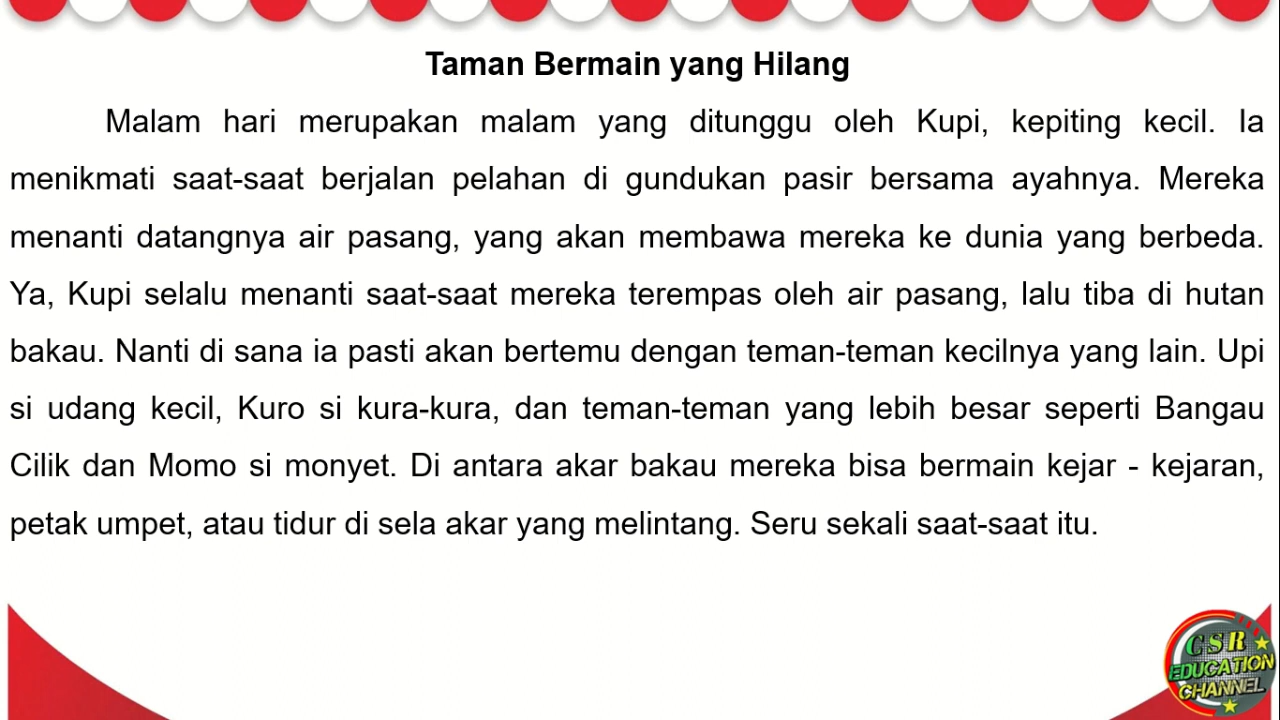 Taman Bermain yang Hilang
Malam hari merupakan malam yang ditunggu oleh Kupi, kepiting kecil. Ia
menikmati saat-saat berjalan pelahan di gundukan pasir bersama ayahnya. Mereka
menanti datangnya air pasang, yang akan membawa mereka ke dunia yang berbeda.
Ya, Kupi selalu menanti saat-saat mereka terempas oleh air pasang, lalu tiba di hutan
bakau. Nanti di sana ia pasti akan bertemu dengan teman-teman kecilnya yang lain. Upi
si udang kecil, Kuro si kura-kura, dan teman-teman yang lebih besar seperti Bangau
Cilik dan Momo si monyet. Di antara akar bakau mereka bisa bermain kejar - kejaran,
petak umpet, atau tidur di sela akar yang melintang. Seru sekali saat-saat itu.
CSR
EDUCATION
CHANNEL